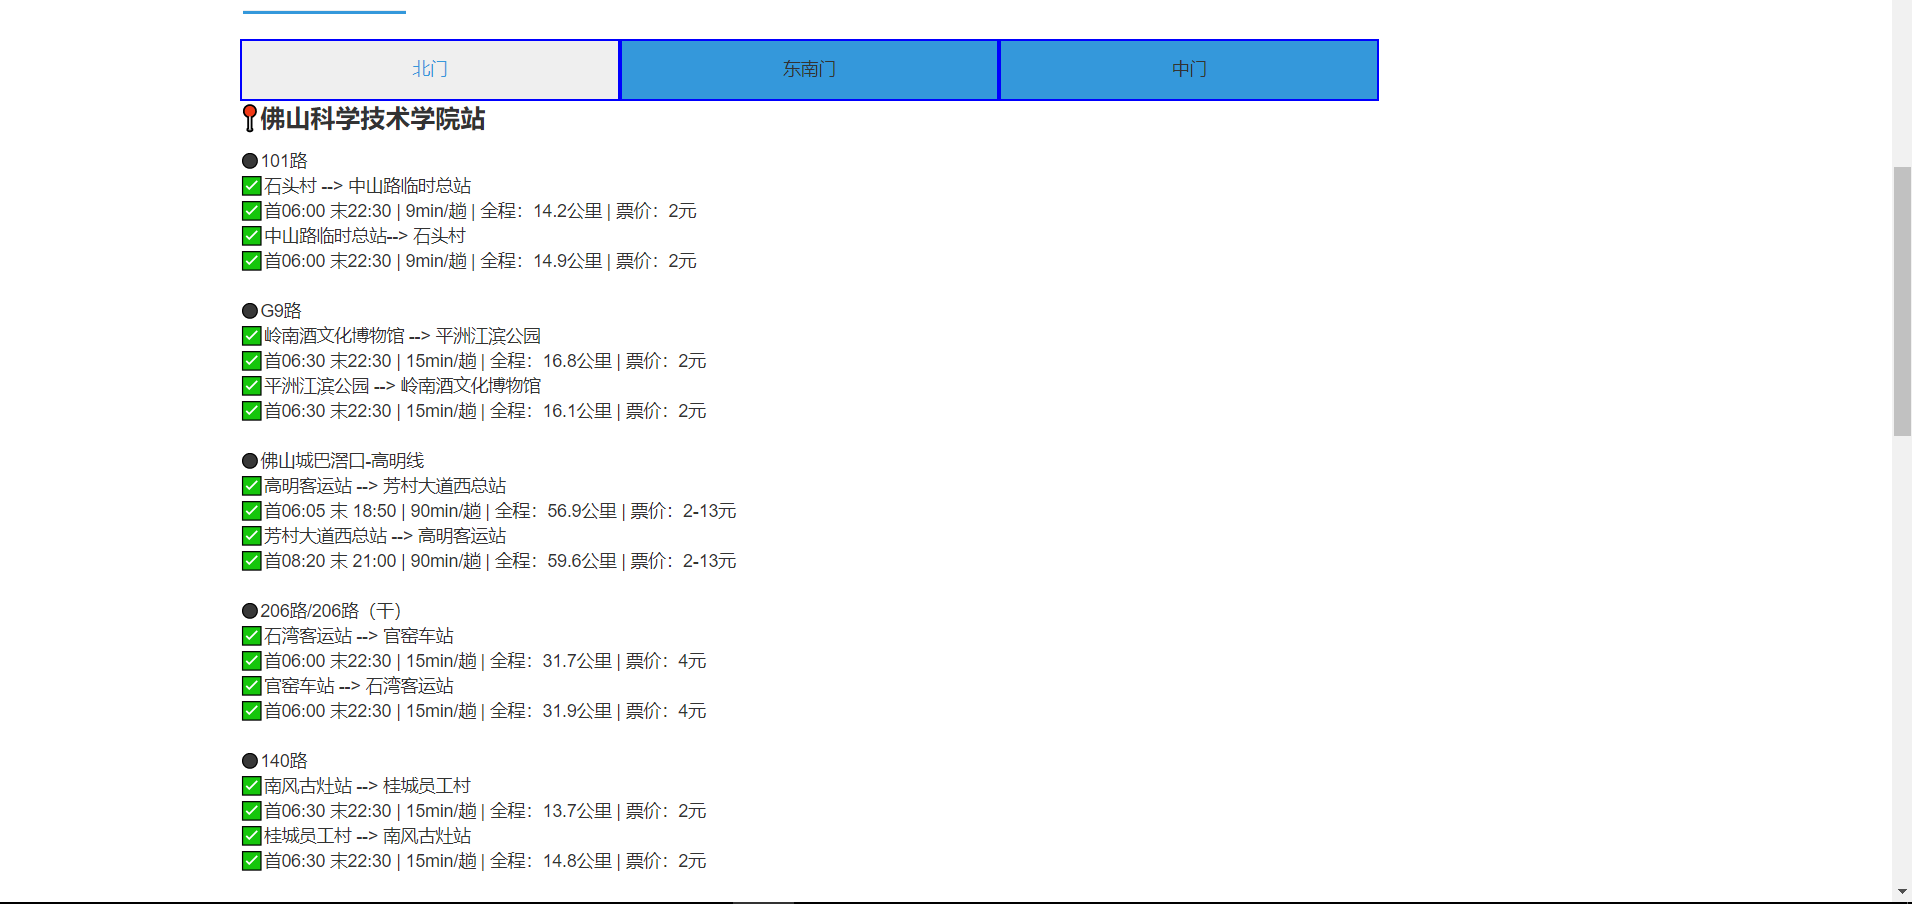 北门 东南门 中门
佛山科学技术学院站
101路
石头村 --> 中山路临时总站
首06:00 末22:30 | 9min/趟 | 全程：14.2公里 | 票价：2元
中山路临时总站--> 石头村
首06:00 末22:30 | 9min/趟 | 全程：14.9公里 | 票价：2元
G9路
岭南酒文化博物馆 --> 平洲江滨公园
首06:30 末22:30 | 15min/趟 | 全程：16.8公里 | 票价：2元
平洲江滨公园 --> 岭南酒文化博物馆
首06:30 末22:30 | 15min/趟 | 全程：16.1公里 | 票价：2元
佛山城巴滘口-高明线
高明客运站 --> 芳村大道西总站
首06:05 末 18:50 | 90min/趟 | 全程：56.9公里 | 票价：2-13元
芳村大道西总站 --> 高明客运站
首08:20 末 21:00 | 90min/趟 | 全程：59.6公里 | 票价：2-13元
206路/206路（干）
石湾客运站 --> 官窑车站
首06:00 末22:30 | 15min/趟 | 全程：31.7公里 | 票价：4元
官窑车站 --> 石湾客运站
首06:00 末22:30 | 15min/趟 | 全程：31.9公里 | 票价：4元
140路
南风古灶站 --> 桂城员工村
首06:30 末22:30 | 15min/趟 | 全程：13.7公里 | 票价：2元
桂城员工村 --> 南风古灶站
首06:30 末22:30 | 15min/趟 | 全程：14.8公里 | 票价：2元